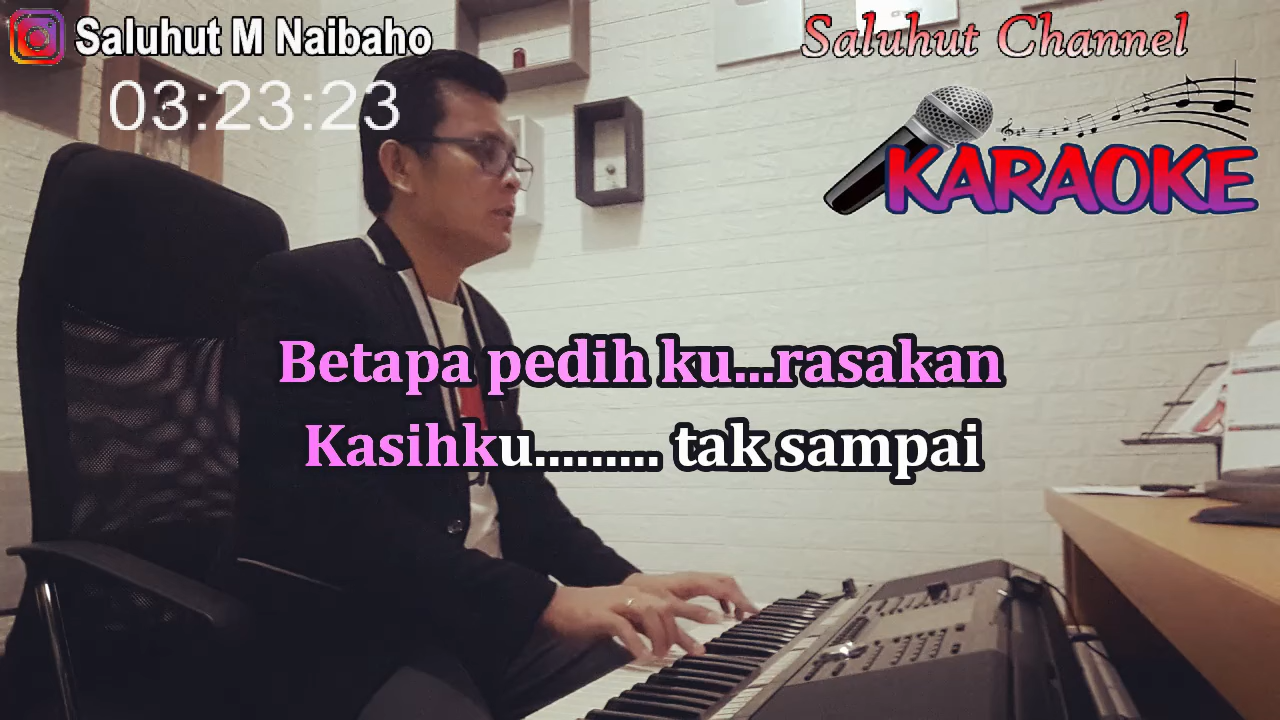 Saluhut M Naibaho
Saluhut Channel
03:23:23
KARAOKE
Betapa pedih ku...rasakan
Kasihku......... tak sampai